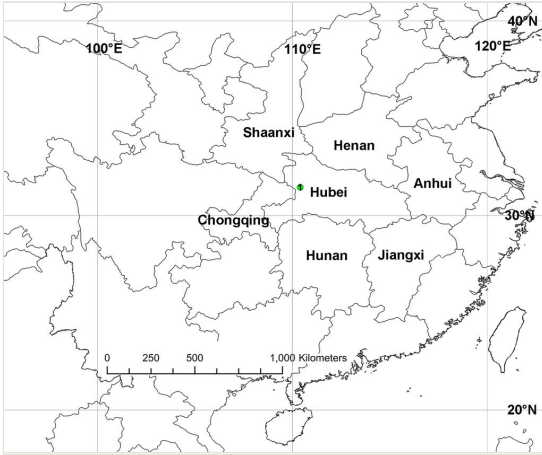 40°N
100°E 110°E 120°E
Shaanxi
Henan
Anhui
1 Hubei
30°N
Chongqing
Hunan Jiangxi
0 250 500 1,000 Kilometers
20°N